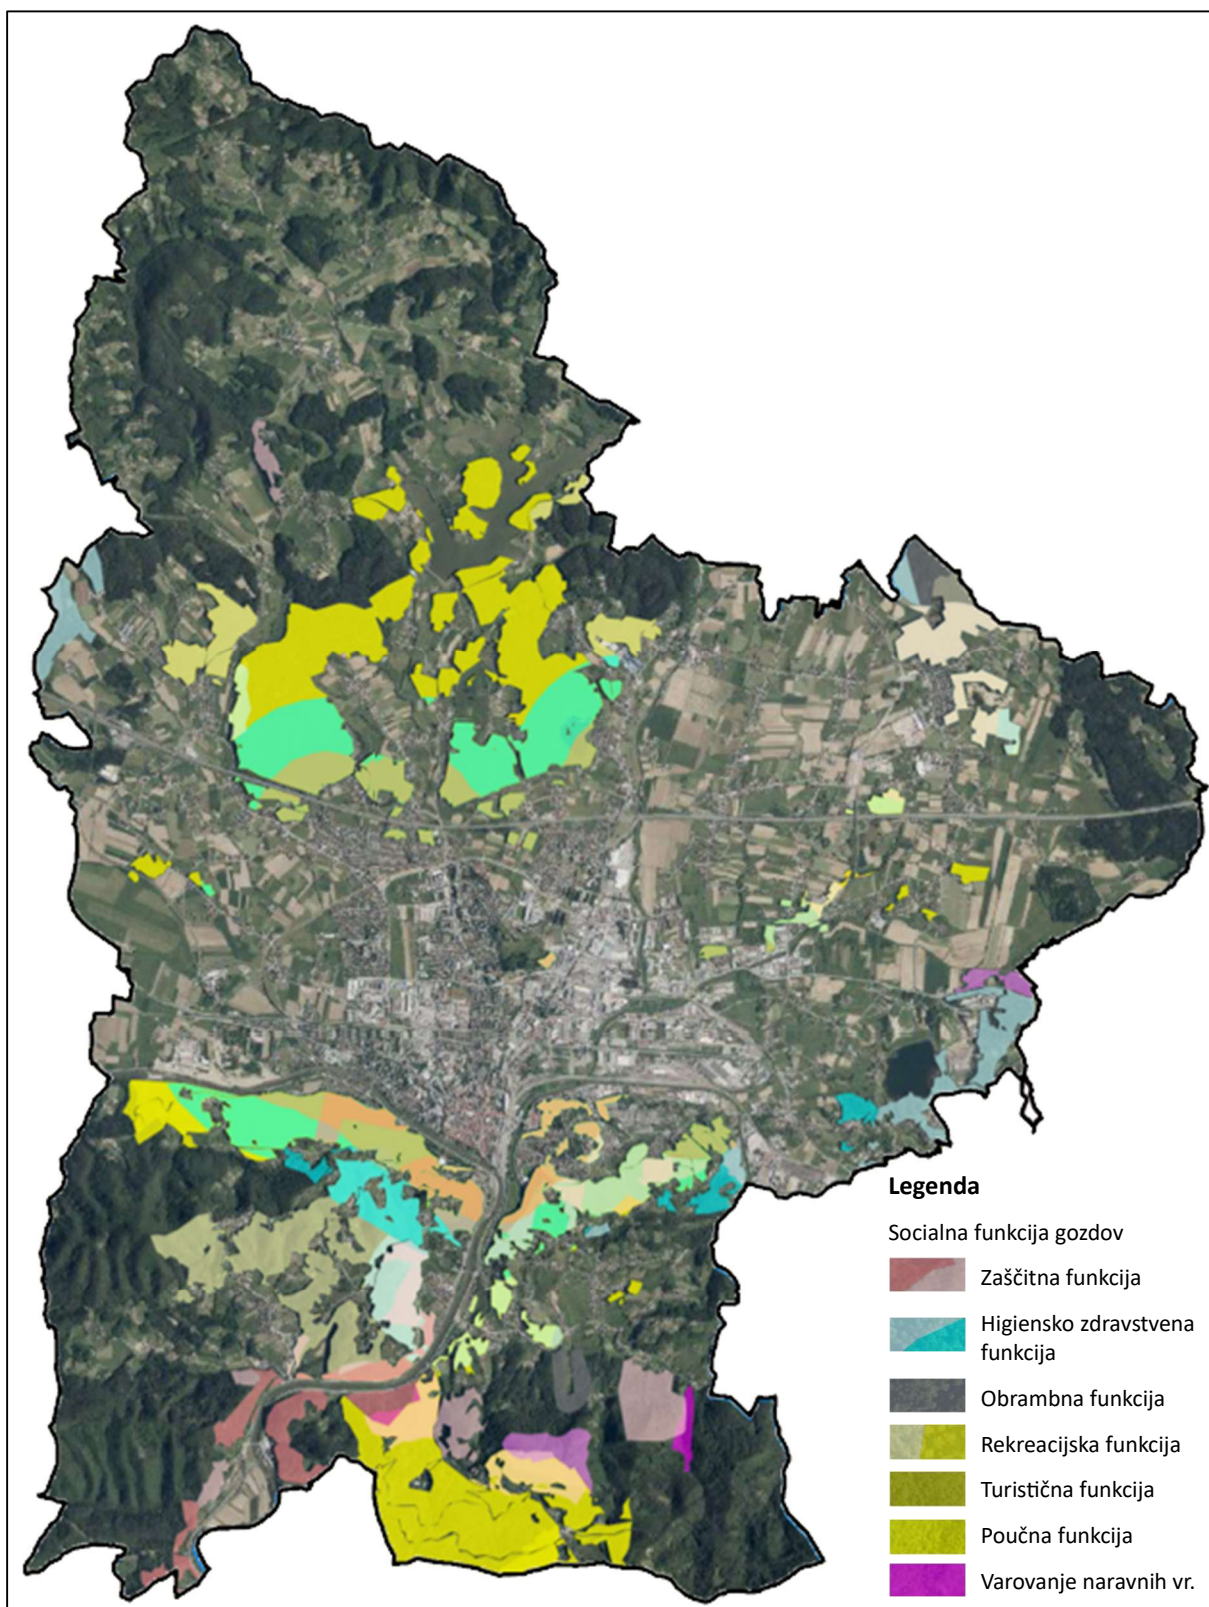 Legenda
Socialna funkcija gozdov
Zaščitna funkcija
Higiensko zdravstvena
funkcija
Obrambna funkcija
Rekreacijska funkcija
Turistična funkcija
Poučna funkcija
Varovanje naravnih vr.